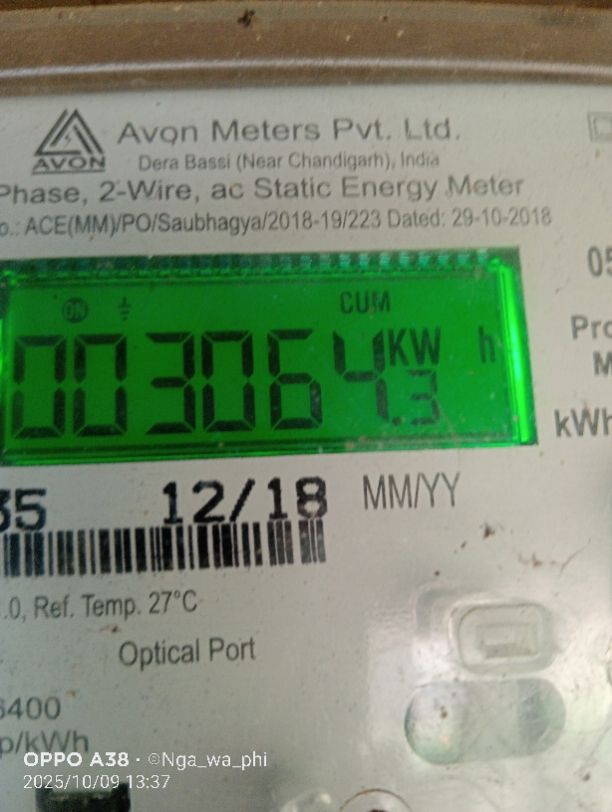 Avon Meters Pvt. Ltd.
AVON
Dera Bassi (Near Chandigarh), India
Phase, 2-Wire, ac Static Energy Meter
o.: ACE(MM)/PO/Saubhagya/2018-19/223 Dated: 29-10-2018
05
ON CUM
003064.3 KW h
Pro
M
kWh
35 12/18 MM/YY
.0, Ref. Temp. 27°C
Optical Port
6400
p/kWh
OPPO A38 · ©Nga_wa_phi
2025/10/09 13:37